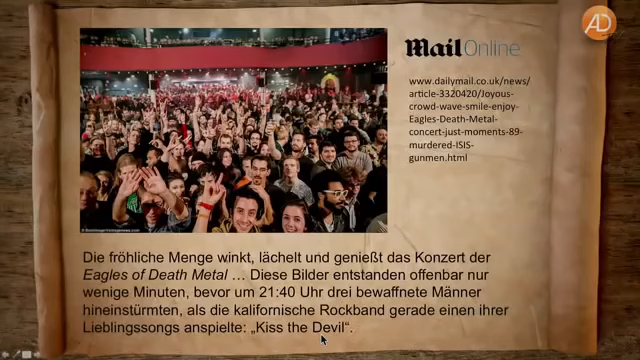 AD
Mail Online
www.dailymail.co.uk/news/
article-3320420/Joyous-
crowd-wave-smile-enjoy-
Eagles-Death-Metal-
concert-just-moments-89-
murdered-ISIS-
gunmen.html
Die fröhliche Menge winkt, lächelt und genießt das Konzert der
Eagles of Death Metal … Diese Bilder entstanden offenbar nur
wenige Minuten, bevor um 21:40 Uhr drei bewaffnete Männer
hineinstürmten, als die kalifornische Rockband gerade einen ihrer
Lieblingssongs anspielte: „Kiss the Devil“.